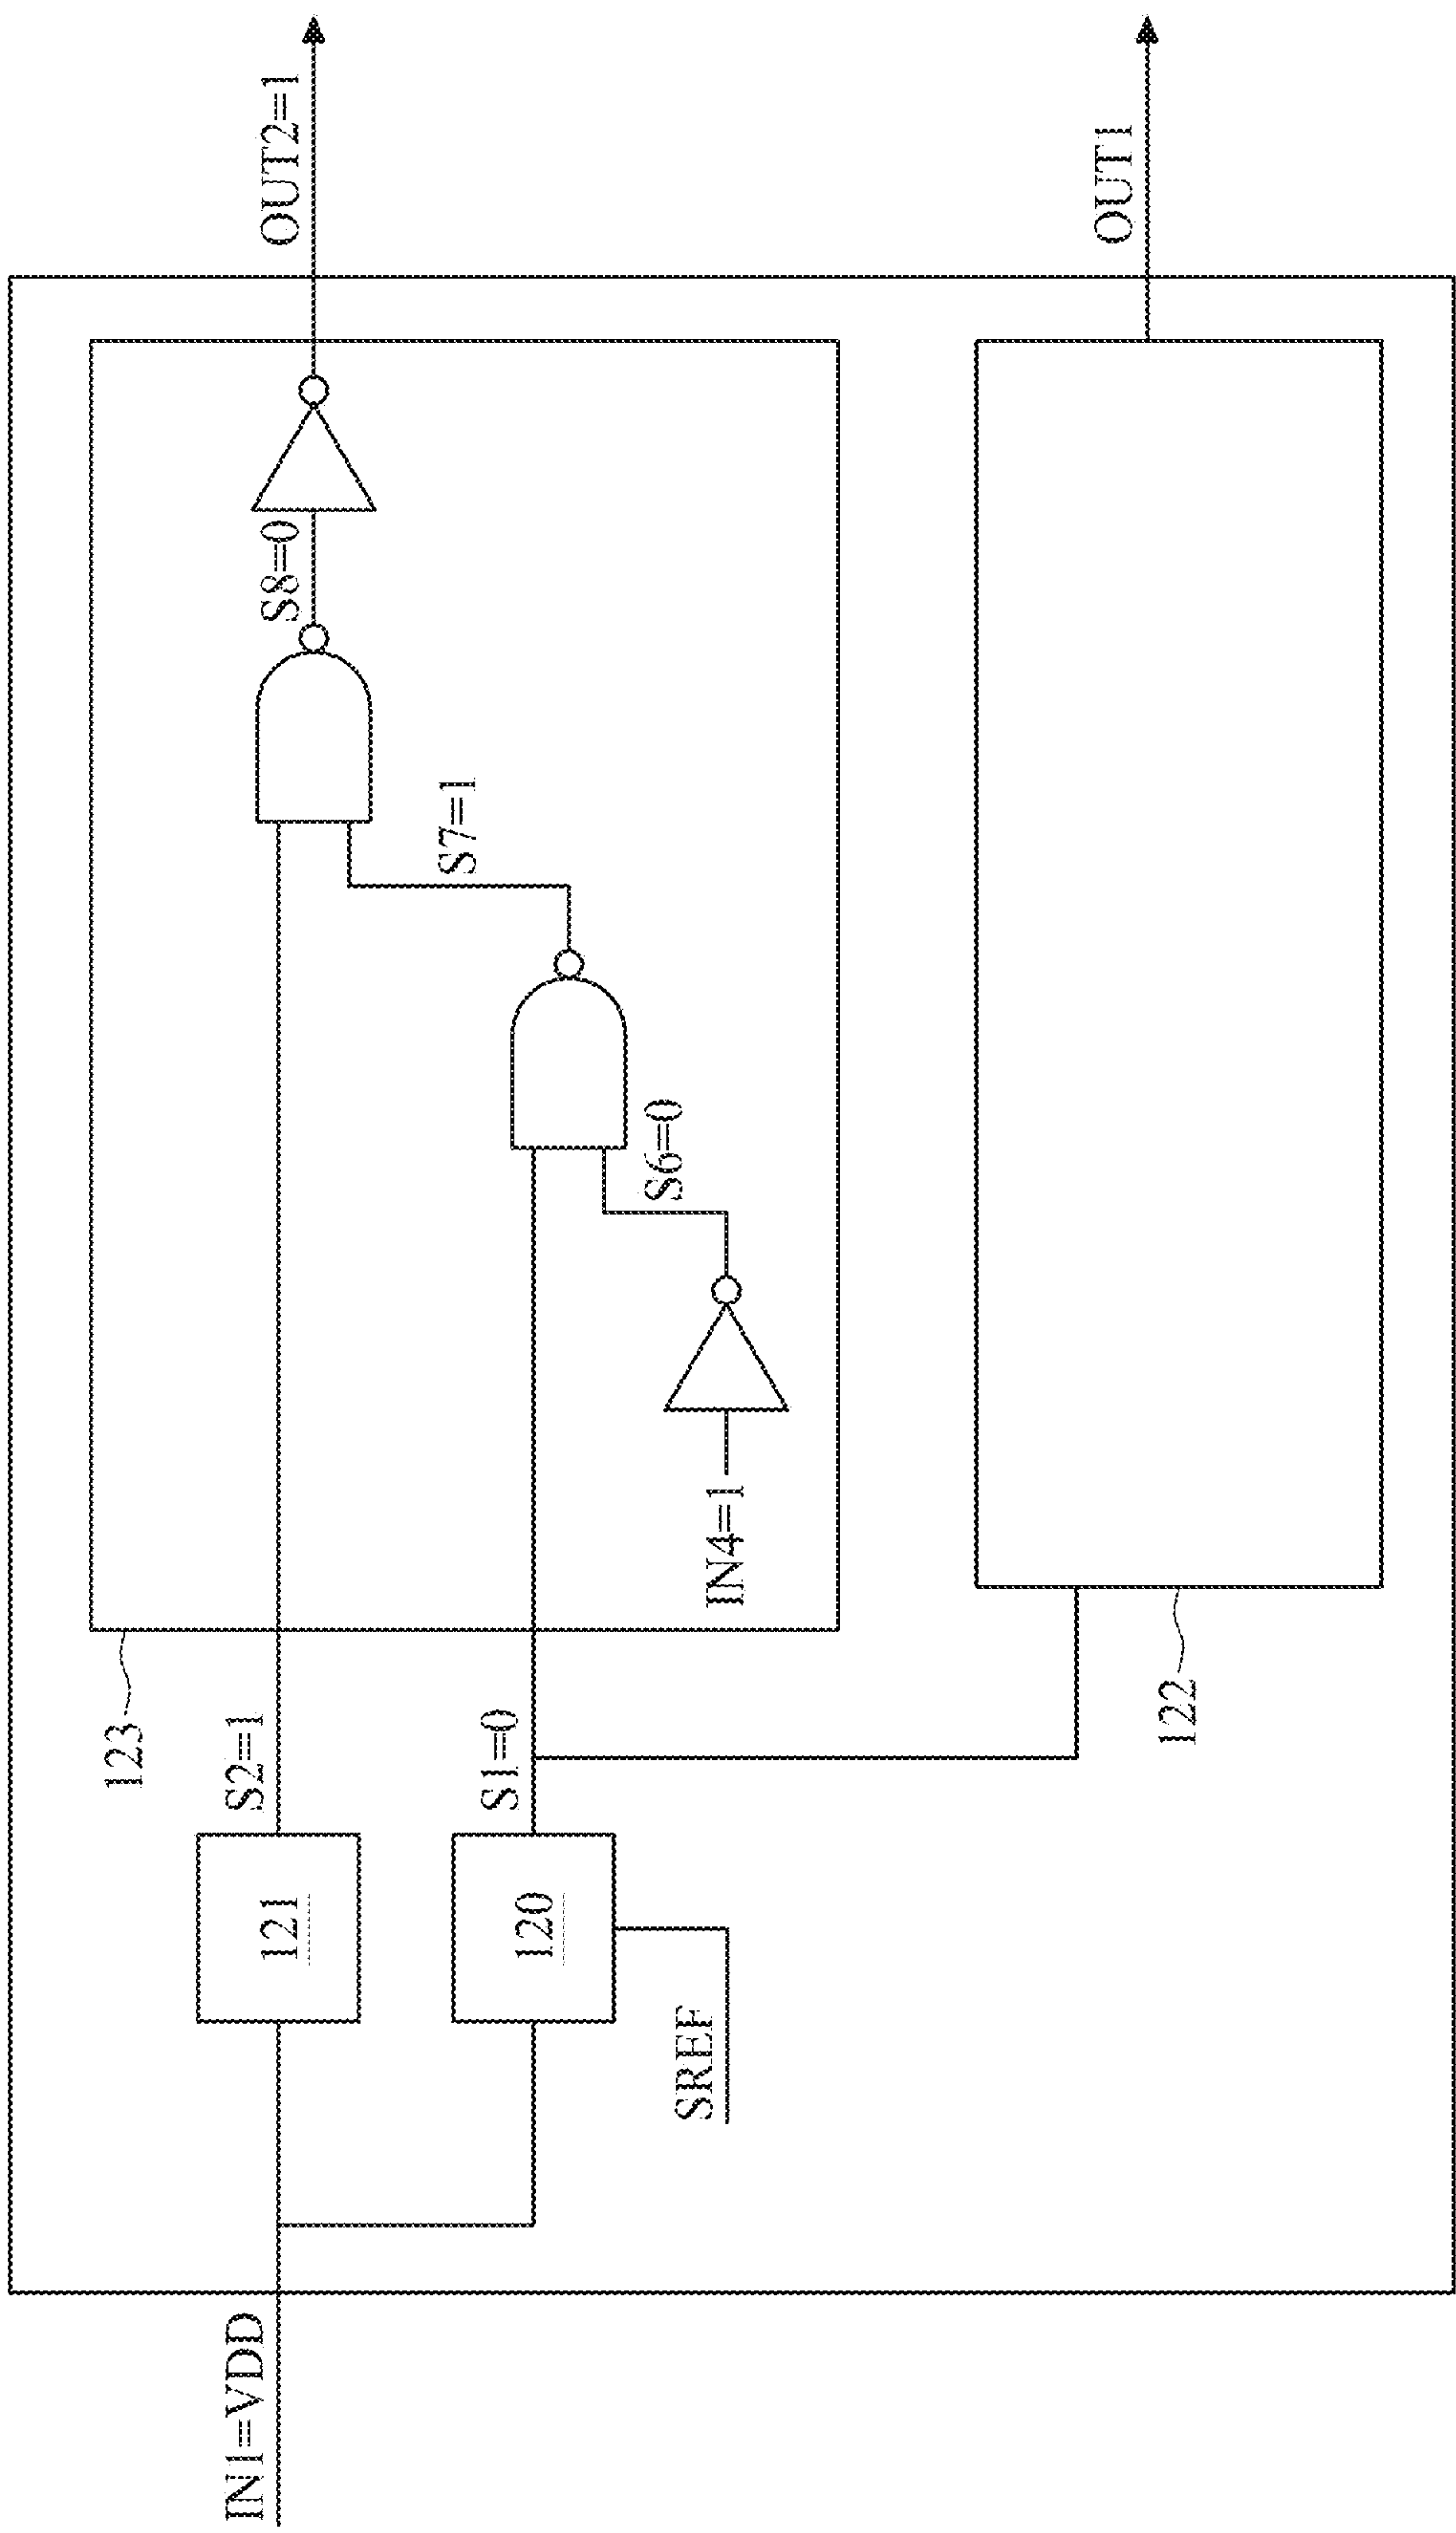 IN1=VDD
121
S2=1
123
120
S1=0
SREF
IN4=1
S6=0
S7=1
S8=0
OUT2=1
122
OUT1